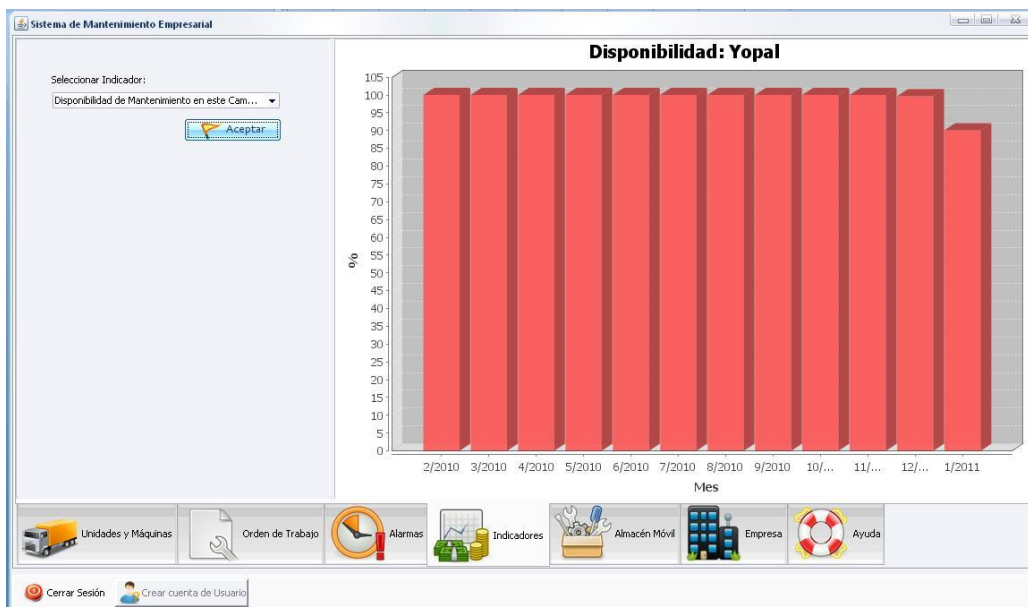 Sistema de Mantenimiento Empresarial
Seleccionar Indicador:
Disponibilidad de Mantenimiento en este Cam...
Aceptar
Disponibilidad: Yopal
105
100
95
90
85
80
75
70
65
60
55
50
45
40
35
30
25
20
15
10
5
0
%
2/2010 3/2010 4/2010 5/2010 6/2010 7/2010 8/2010 9/2010 10/... 11/... 12/... 1/2011
Mes
Unidades y Máquinas Orden de Trabajo Alarmas Indicadores Almacén Móvil Empresa Ayuda
Cerrar Sesión Crear cuenta de Usuario